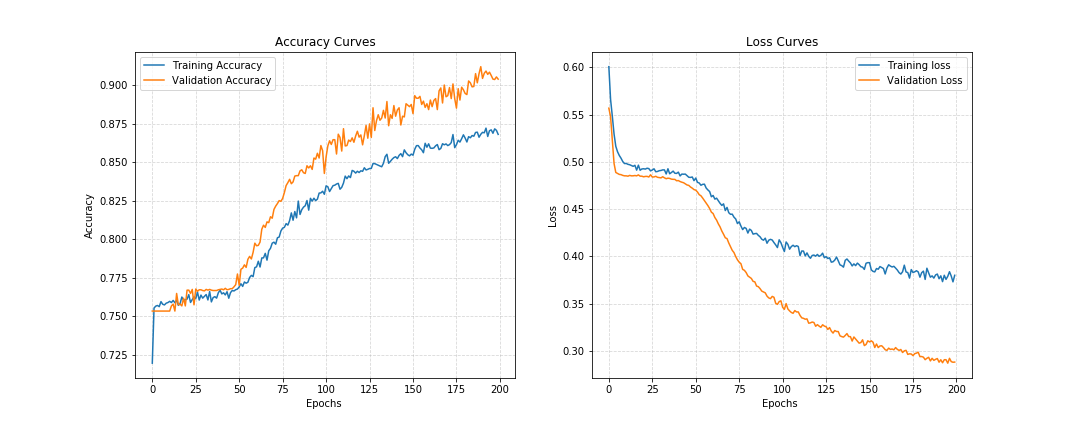 Accuracy Curves
Training Accuracy
Validation Accuracy
0.900
0.875
0.850
0.825
0.800
0.775
0.750
0.725
Accuracy
0 25 50 75 100 125 150 175 200
Epochs
Loss Curves
Training loss
Validation Loss
0.60
0.55
0.50
0.45
0.40
0.35
0.30
Loss
0 25 50 75 100 125 150 175 200
Epochs